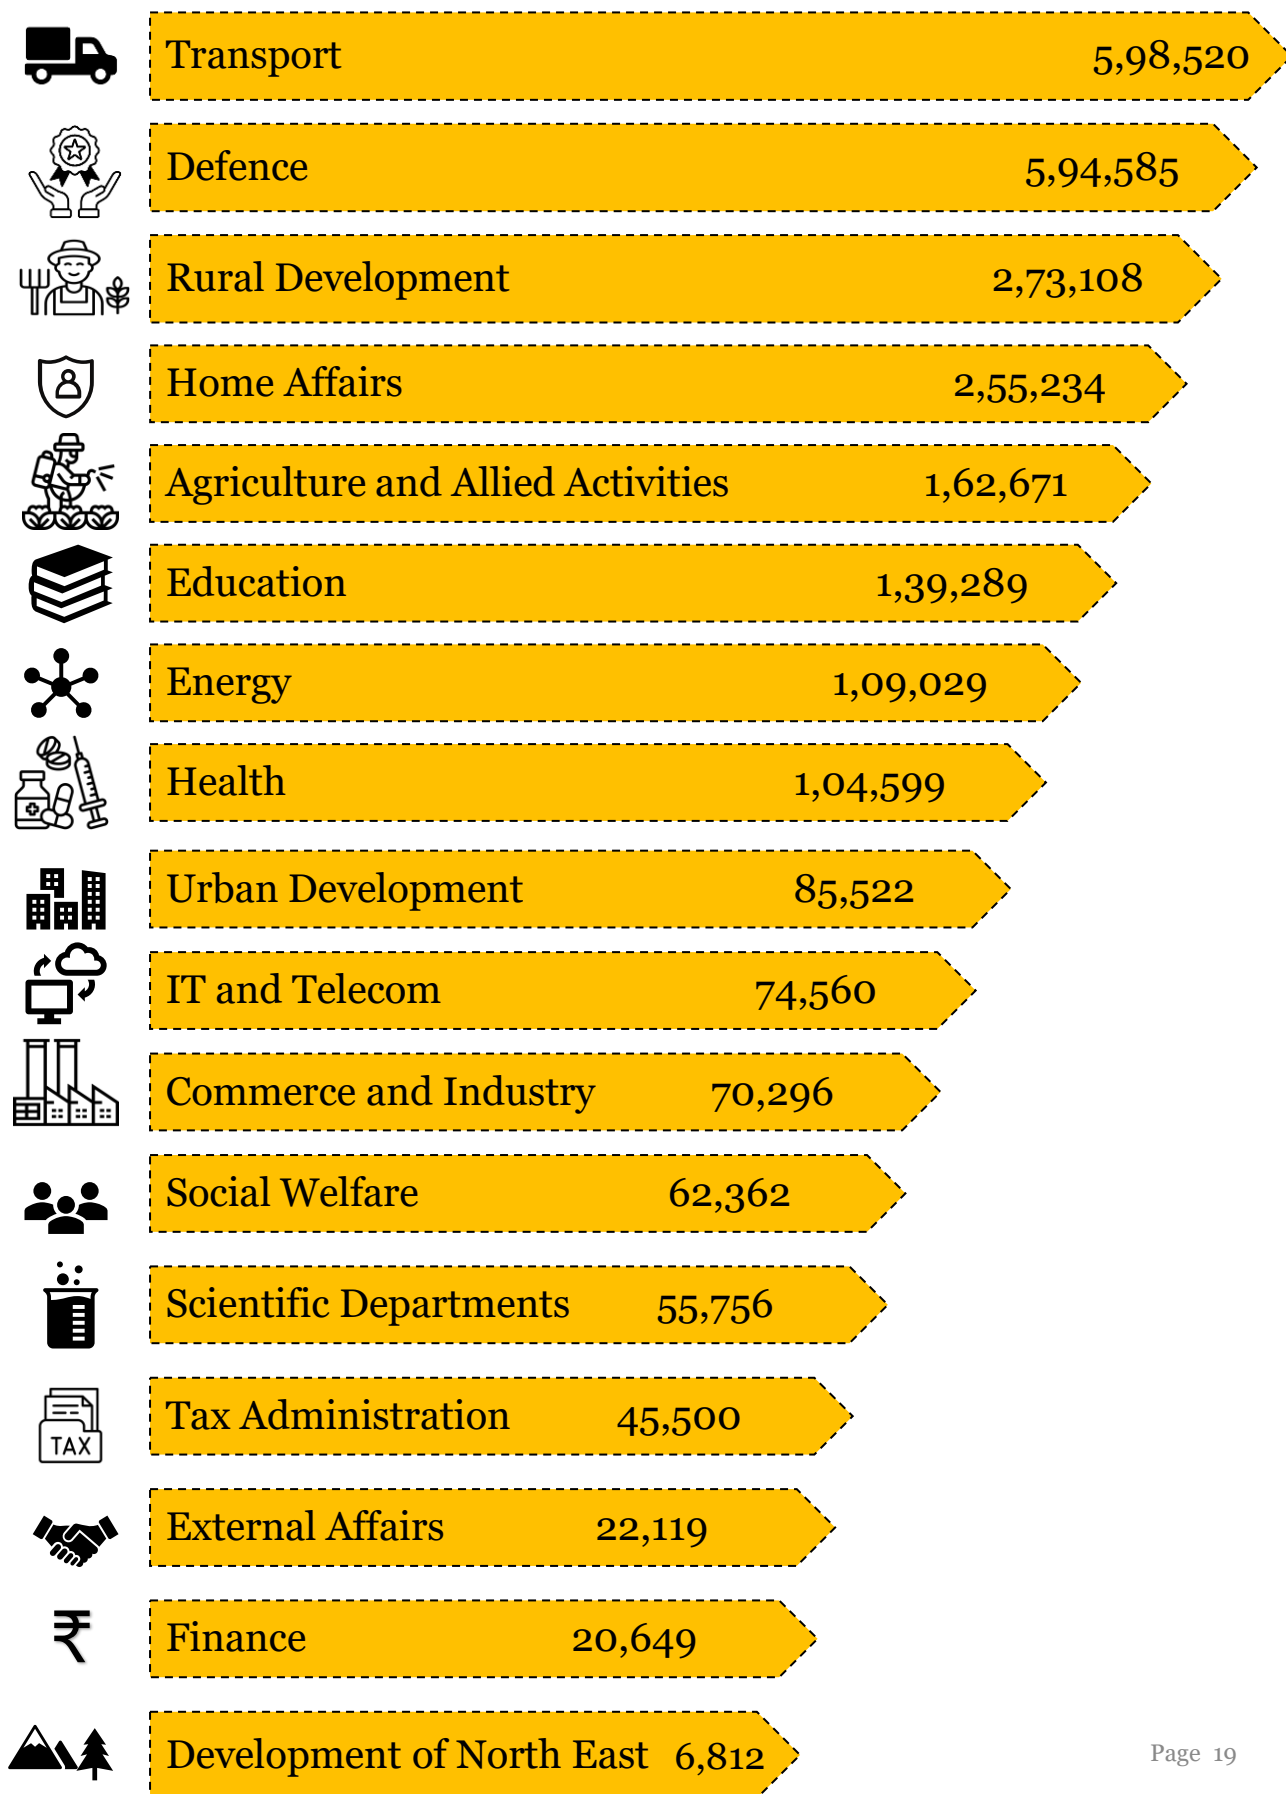 Transport 5,98,520
Defence 5,94,585
Rural Development 2,73,108
Home Affairs 2,55,234
Agriculture and Allied Activities 1,62,671
Education 1,39,289
Energy 1,09,029
Health 1,04,599
Urban Development 85,522
IT and Telecom 74,560
Commerce and Industry 70,296
Social Welfare 62,362
Scientific Departments 55,756
TAX
Tax Administration 45,500
External Affairs 22,119
₹
Finance 20,649
Development of North East 6,812
Page 19